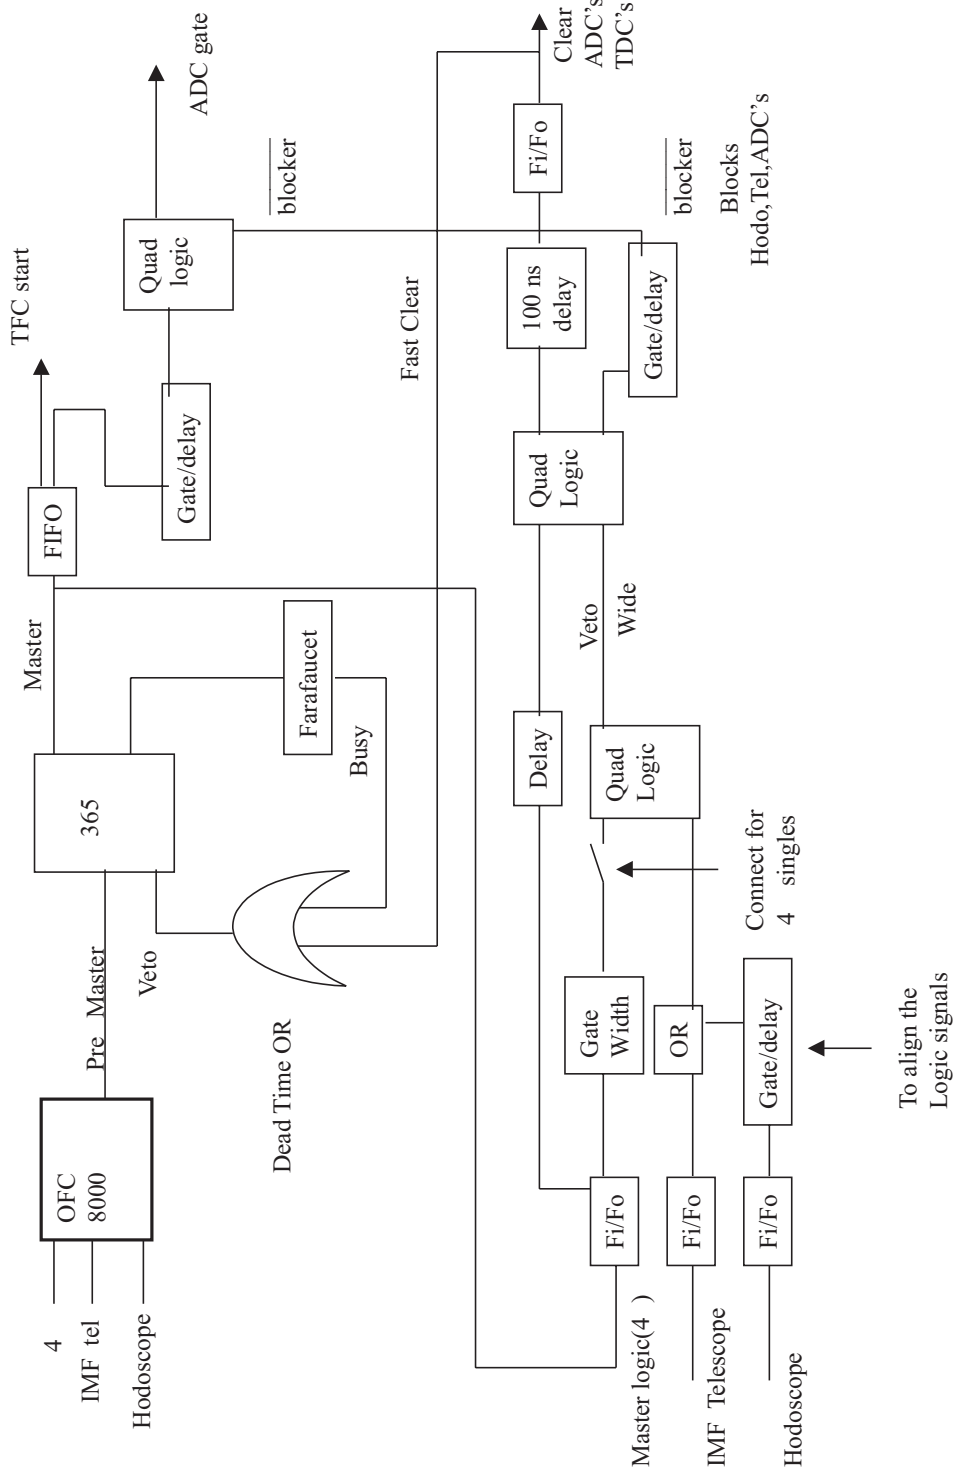 4
IMF tel
Hodoscope
OFC
8000
Pre Master
Veto
365
Master
FIFO
TFC start
Gate/delay
Quad
logic
ADC gate
blocker
Farafaucet
Busy
Dead Time OR
Fast Clear
Master logic(4 )
IMF Telescope
Hodoscope
Fi/Fo
Fi/Fo
Fi/Fo
Gate
Width
OR
Gate/delay
To align the
Logic signals
Connect for
4 singles
Delay
Quad
Logic
Veto
Wide
Quad
Logic
100 ns
delay
Gate/delay
Fi/Fo
Clear
ADC's
TDC's
blocker
Blocks
Hodo,Tel,ADC's